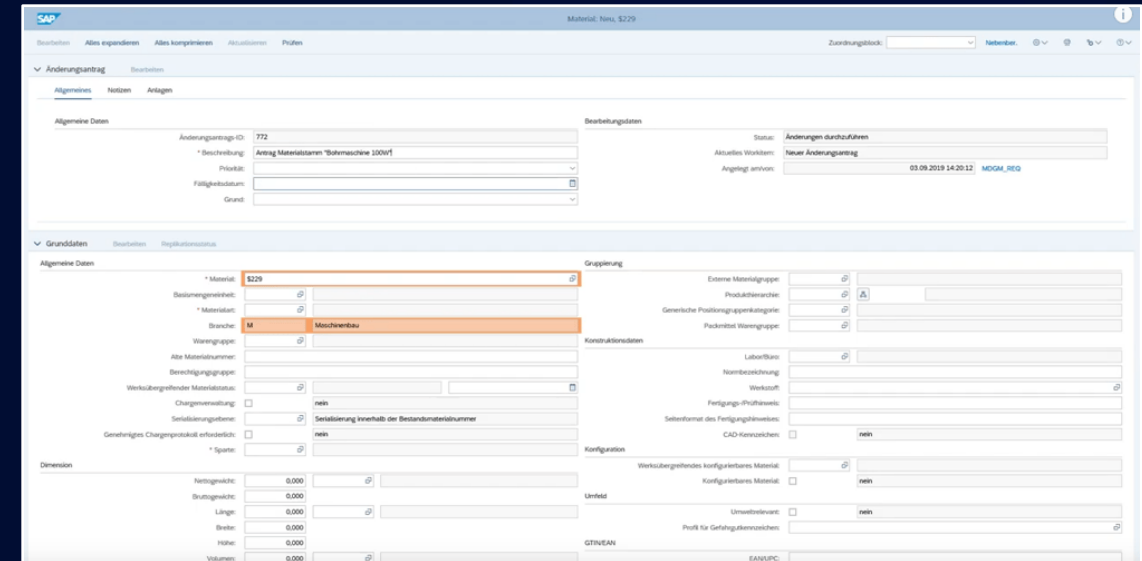 SAP
Material: Neu, $229
i
Bearbeiten Alles expandieren Alles komprimieren Aktualisieren Prüfen Zuordnungsblock: Nebenber.
Änderungsantrag Bearbeiten
Allgemeines Notizen Anlagen
Allgemeine Daten Bearbeitungsdaten
Änderungsantrags-ID: 772 Status: Änderungen durchzuführen
* Beschreibung: Antrag Materialstamm "Bohrmaschine 100W" Aktuelles Workitem: Neuer Änderungsantrag
Priorität: Angelegt am/von: 03.09.2019 14:20:12 MDGM_REQ
Fälligkeitsdatum:
Grund:
Grunddaten Bearbeiten Replikationsstatus
Allgemeine Daten Gruppierung
* Material: $229 Externe Materialgruppe:
Basismengeneinheit: Produkthierarchie:
* Materialart: Generische Positionsgruppenkategorie:
Branche: M Maschinenbau Packmittel Warengruppe:
Warengruppe: Konstruktionsdaten
Alte Materialnummer: Labor/Büro:
Berechtigungsgruppe: Normbezeichnung:
Werksübergreifender Materialstatus: Werkstoff:
Chargenverwaltung: nein Fertigungs-/Prüfhinweis:
Serialisierungsebene: Serialisierung innerhalb der Bestandsmaterialnummer Seitenformat des Fertigungshinweises:
Genehmigtes Chargenprotokoll erforderlich: nein CAD-Kennzeichen: nein
* Sparte: Konfiguration
Dimension Werksübergreifendes konfigurierbares Material:
Nettogewicht: 0,000 Konfigurierbares Material: nein
Bruttogewicht: 0,000 Umfeld
Länge: 0,000 Umweltrelevant: nein
Breite: 0,000 Profil für Gefahrgutkennzeichen:
Höhe: 0,000 GTIN/EAN
Volumen: 0,000 EAN/UPC: